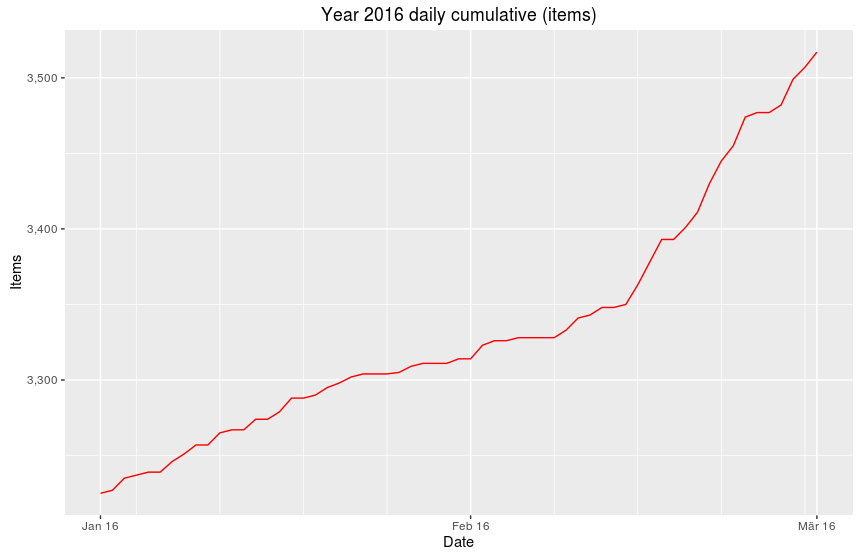 Year 2016 daily cumulative (items)
3,500
3,400
3,300
Items
Jan 16
Feb 16
Mär 16
Date